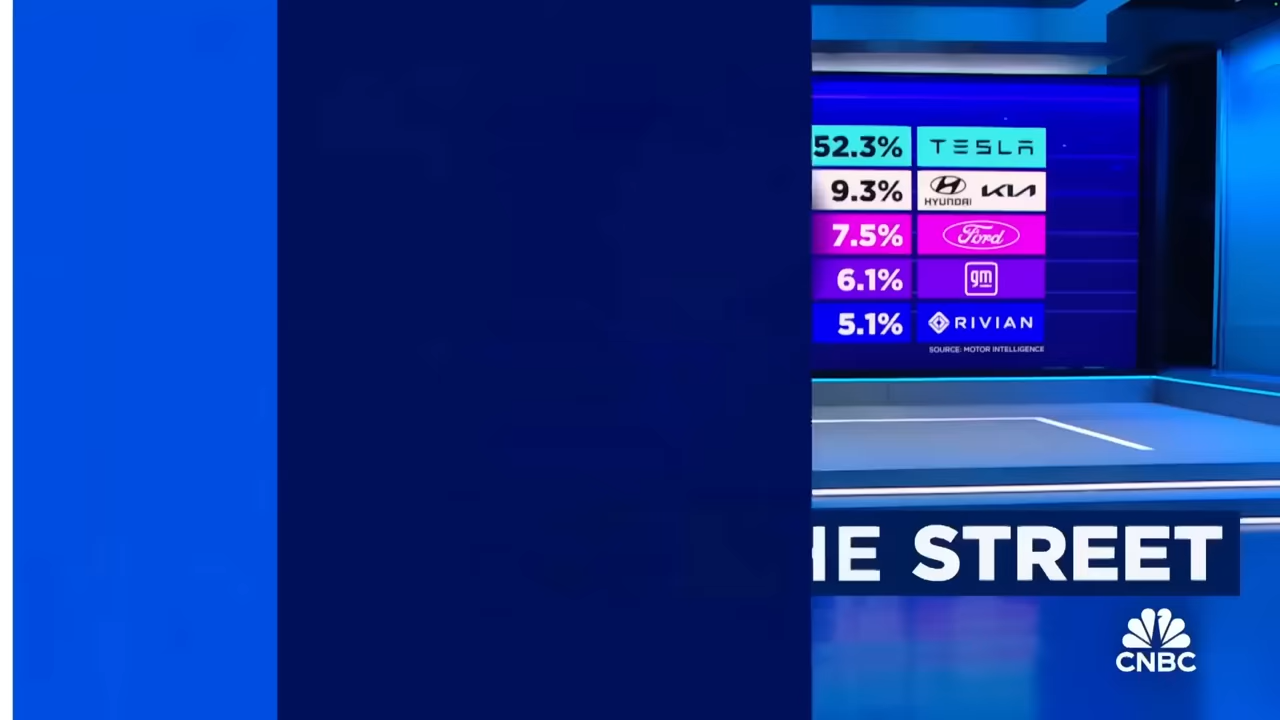 52.3% TESLA
9.3% HYUNDAI KIA
7.5% Ford
6.1% gm
5.1% RIVIAN
SOURCE: MOTOR INTELLIGENCE
HE STREET
CNBC